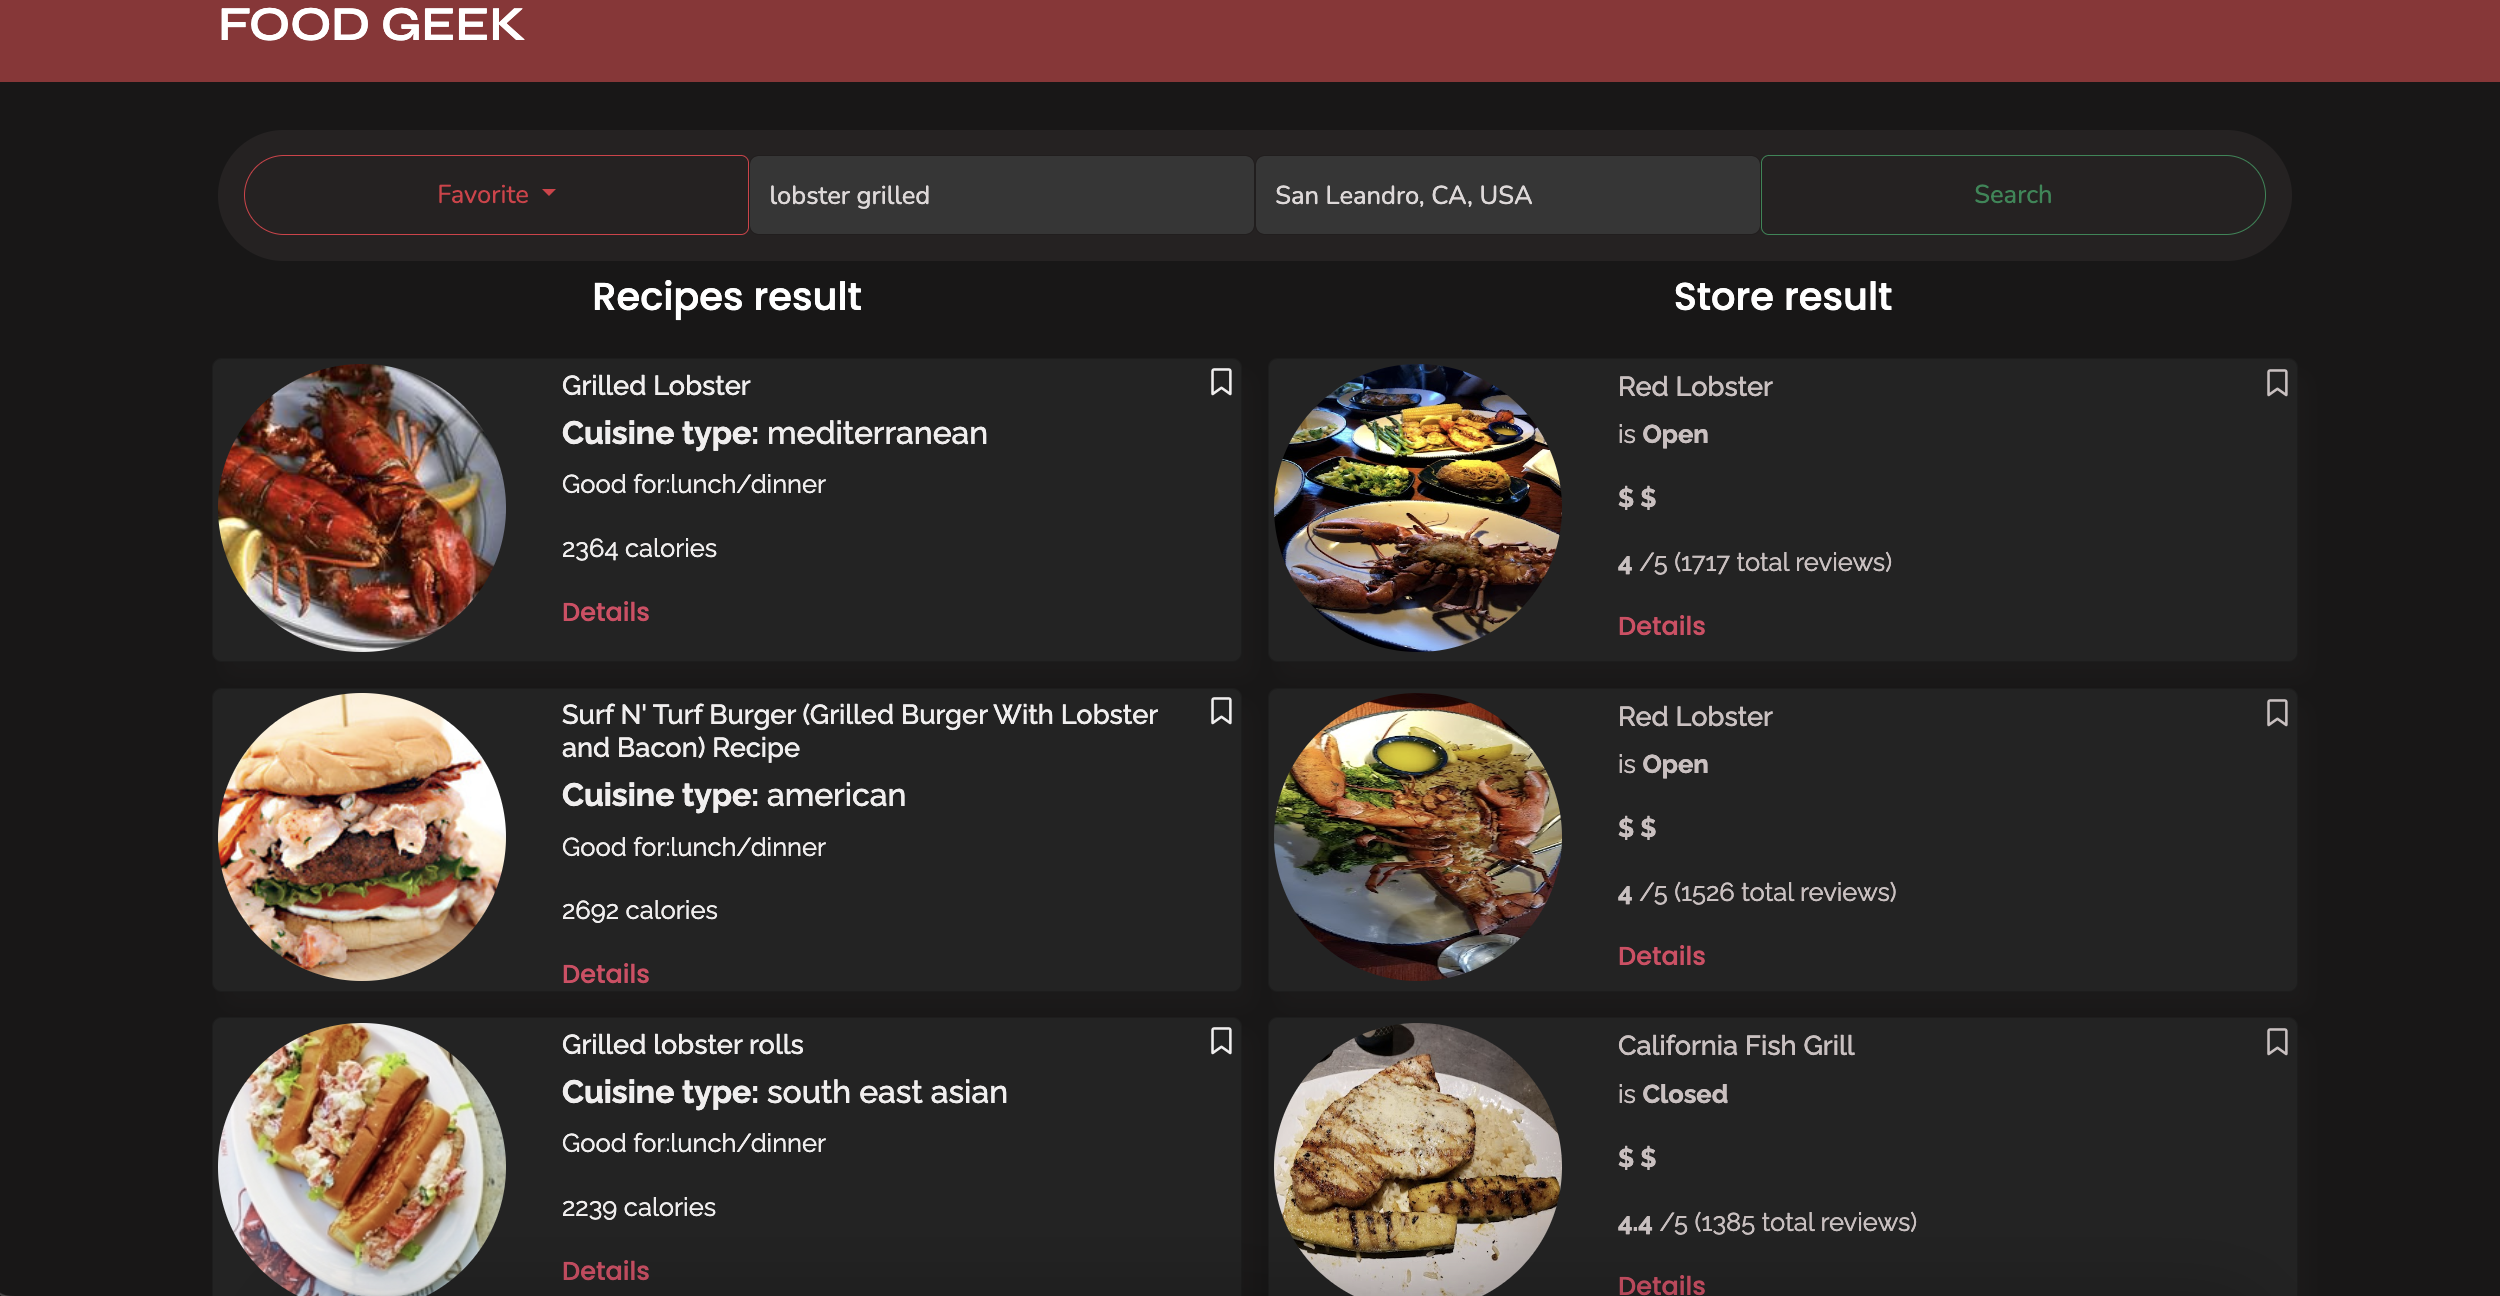 FOOD GEEK
Favorite
lobster grilled
San Leandro, CA, USA
Search
Recipes result
Grilled Lobster
Cuisine type: mediterranean
Good for:lunch/dinner
2364 calories
Details
Surf N' Turf Burger (Grilled Burger With Lobster
and Bacon) Recipe
Cuisine type: american
Good for:lunch/dinner
2692 calories
Details
Grilled lobster rolls
Cuisine type: south east asian
Good for:lunch/dinner
2239 calories
Details
Store result
Red Lobster
is Open
$ $
4 /5 (1717 total reviews)
Details
Red Lobster
is Open
$ $
4 /5 (1526 total reviews)
Details
California Fish Grill
is Closed
$ $
4.4 /5 (1385 total reviews)
Details